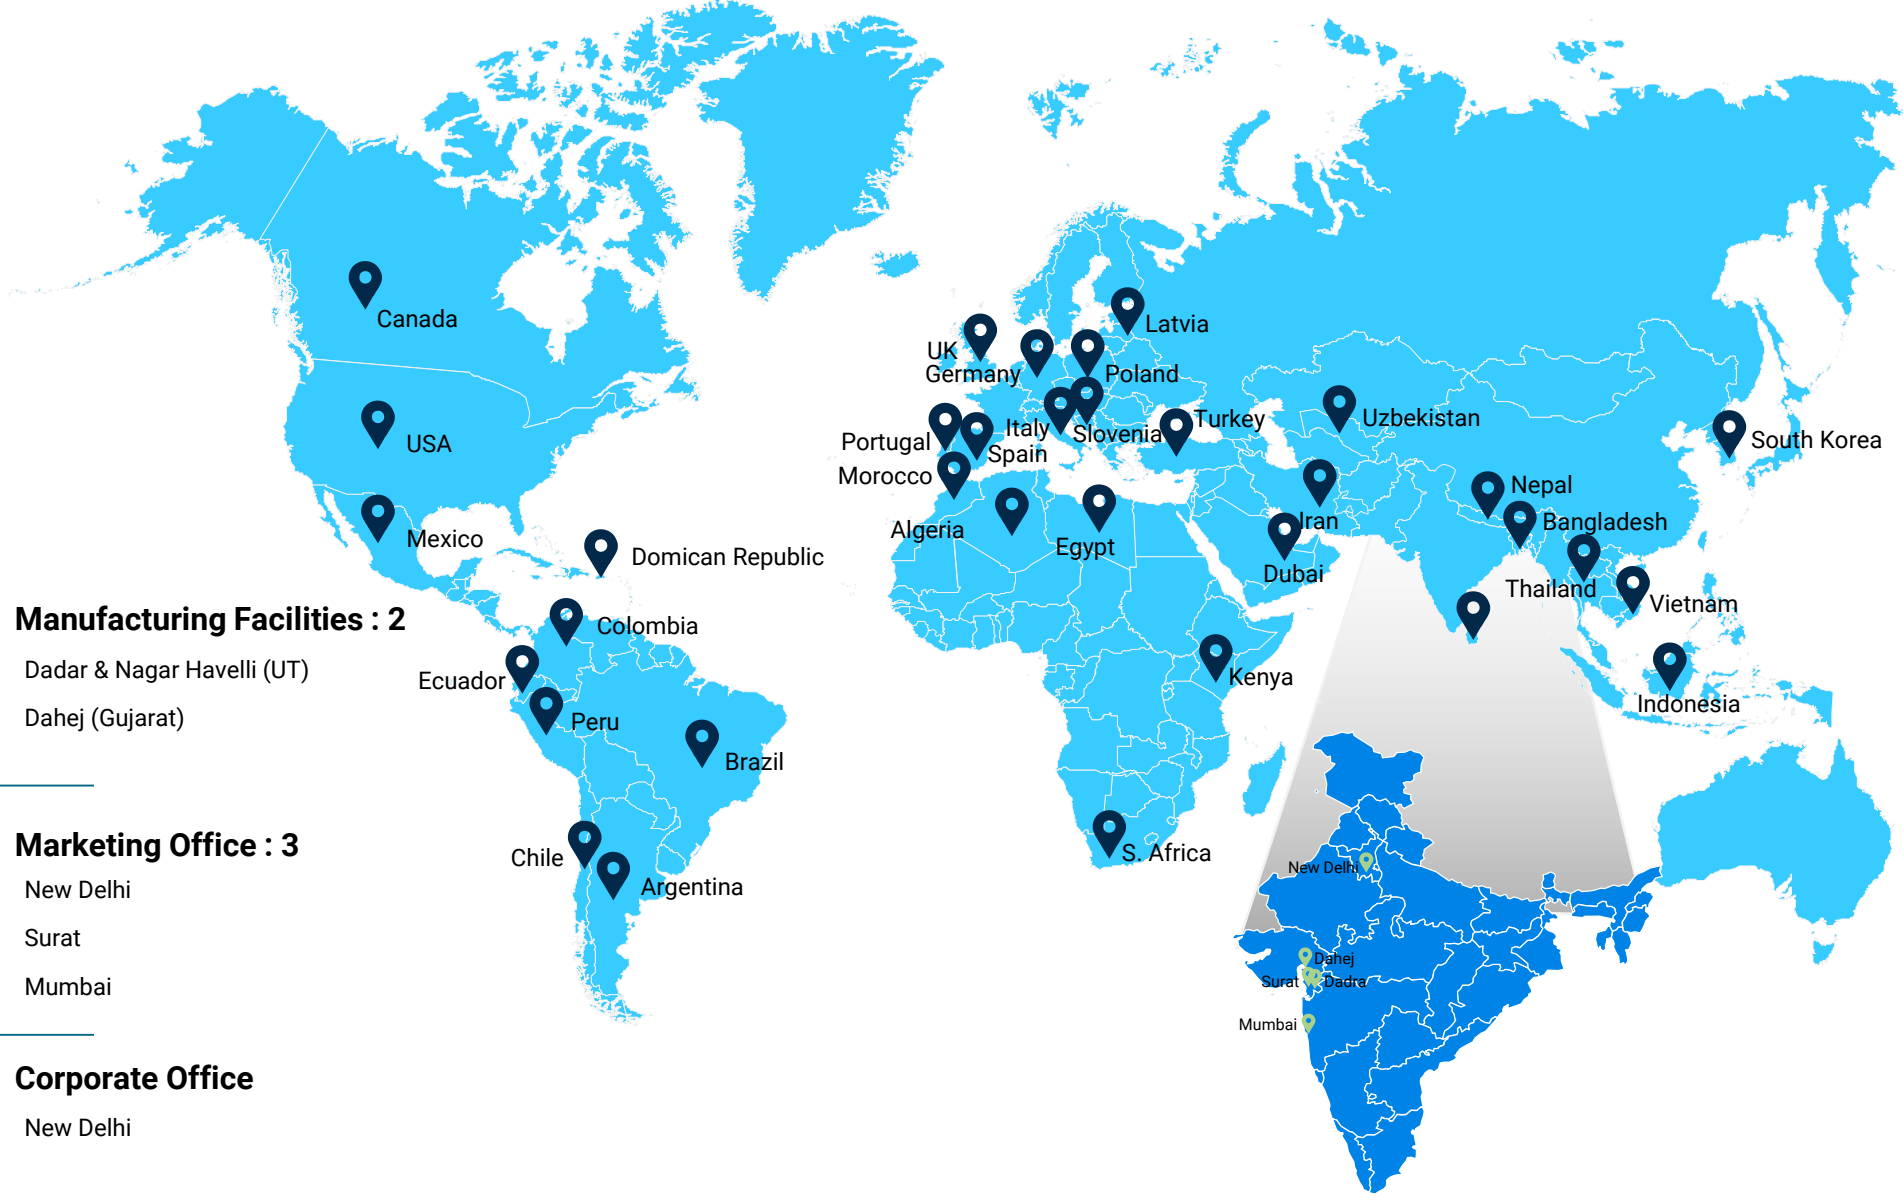 Canada
USA
Mexico
Domican Republic
Colombia
Ecuador
Peru
Brazil
Chile
Argentina
Latvia
UK
Germany
Poland
Italy
Slovenia
Turkey
Portugal
Spain
Morocco
Algeria
Egypt
Uzbekistan
South Korea
Nepal
Bangladesh
Iran
Dubai
Thailand
Vietnam
Kenya
Indonesia
S. Africa
Manufacturing Facilities : 2
Dadar & Nagar Havelli (UT)
Dahej (Gujarat)
Marketing Office : 3
New Delhi
Surat
Mumbai
Corporate Office
New Delhi
New Delhi
Dahej
Surat
Dadra
Mumbai